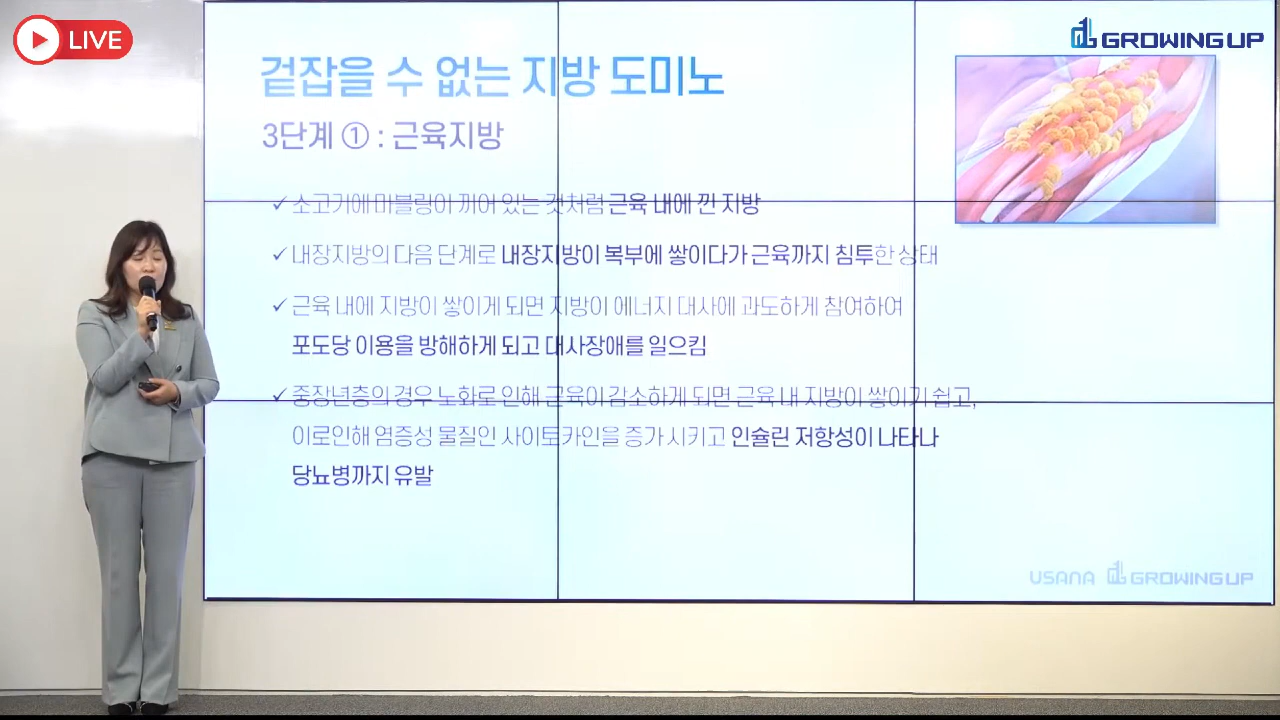 LIVE
GROWING UP
겉잡을 수 없는 지방 도미노
3단계 ① : 근육지방
✓ 소고기에 마블링이 끼어 있는 것처럼 근육 내에 낀 지방
✓ 내장지방의 다음 단계로 내장지방이 복부에 쌓이다가 근육까지 침투한 상태
✓ 근육 내에 지방이 쌓이게 되면 지방이 에너지 대사에 과도하게 참여하여
포도당 이용을 방해하게 되고 대사장애를 일으킴
✓ 중장년층의 경우 노화로 인해 근육이 감소하게 되면 근육 내 지방이 쌓이기 쉽고,
이로인해 염증성 물질인 사이토카인을 증가시키고 인슐린 저항성이 나타나
당뇨병까지 유발
USANA GROWING UP